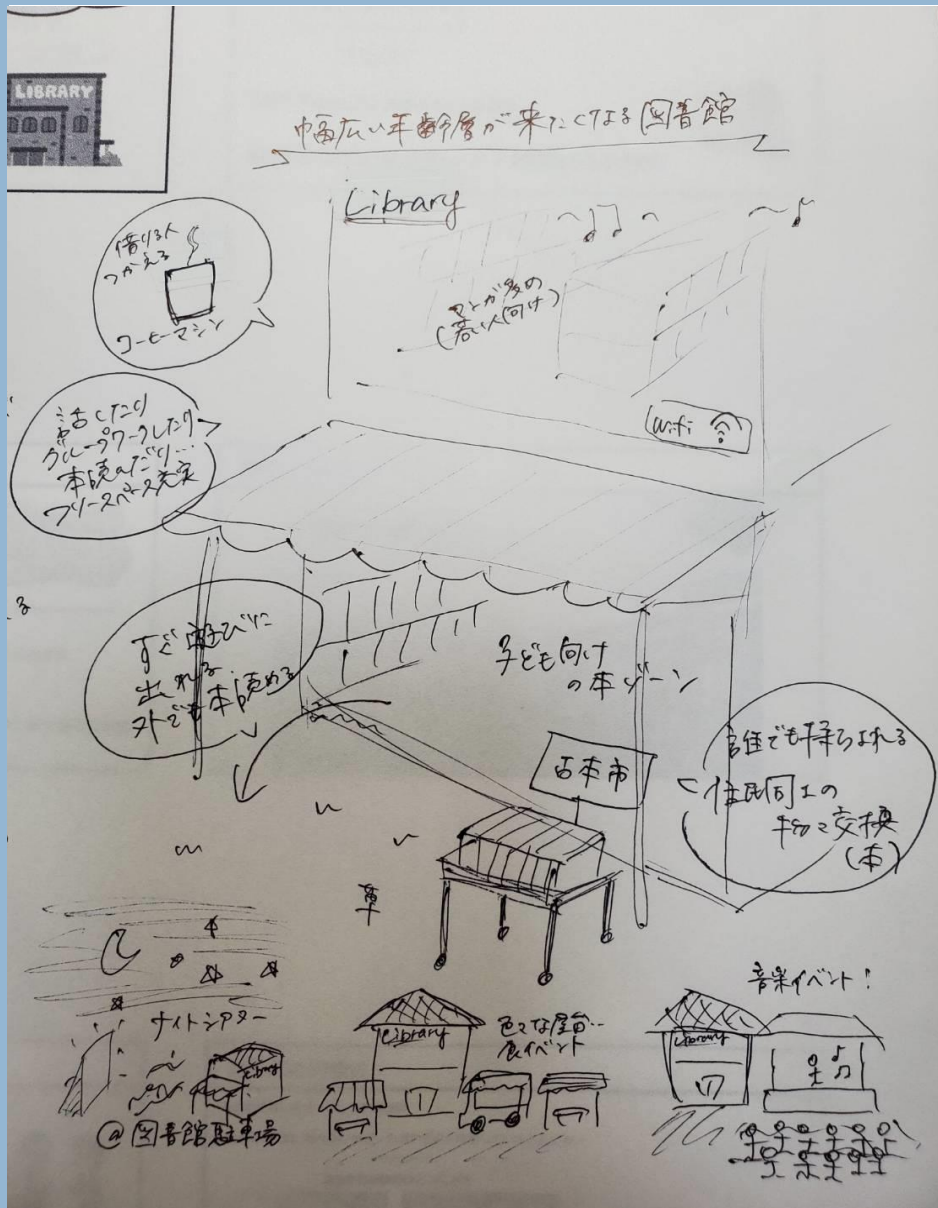 LIBRARY
幅広い年齢層が来たくなる図書館
Library
借りる人
つかえる
コーヒーマシン
マンガ多め
(若い人向け)
Wifi
話したり
グループワークしたり
本読んだり…
フリースペース充実
すぐ遊びに
出れる
外でも本読める
子ども向け
の本ゾーン
古本市
誰でも持ちよれる
住民同士の
物々交換
(本)
草
ナイトシアター
Library
@図書館駐車場
色々な屋台…
食イベント
Library
音楽イベント!
Library